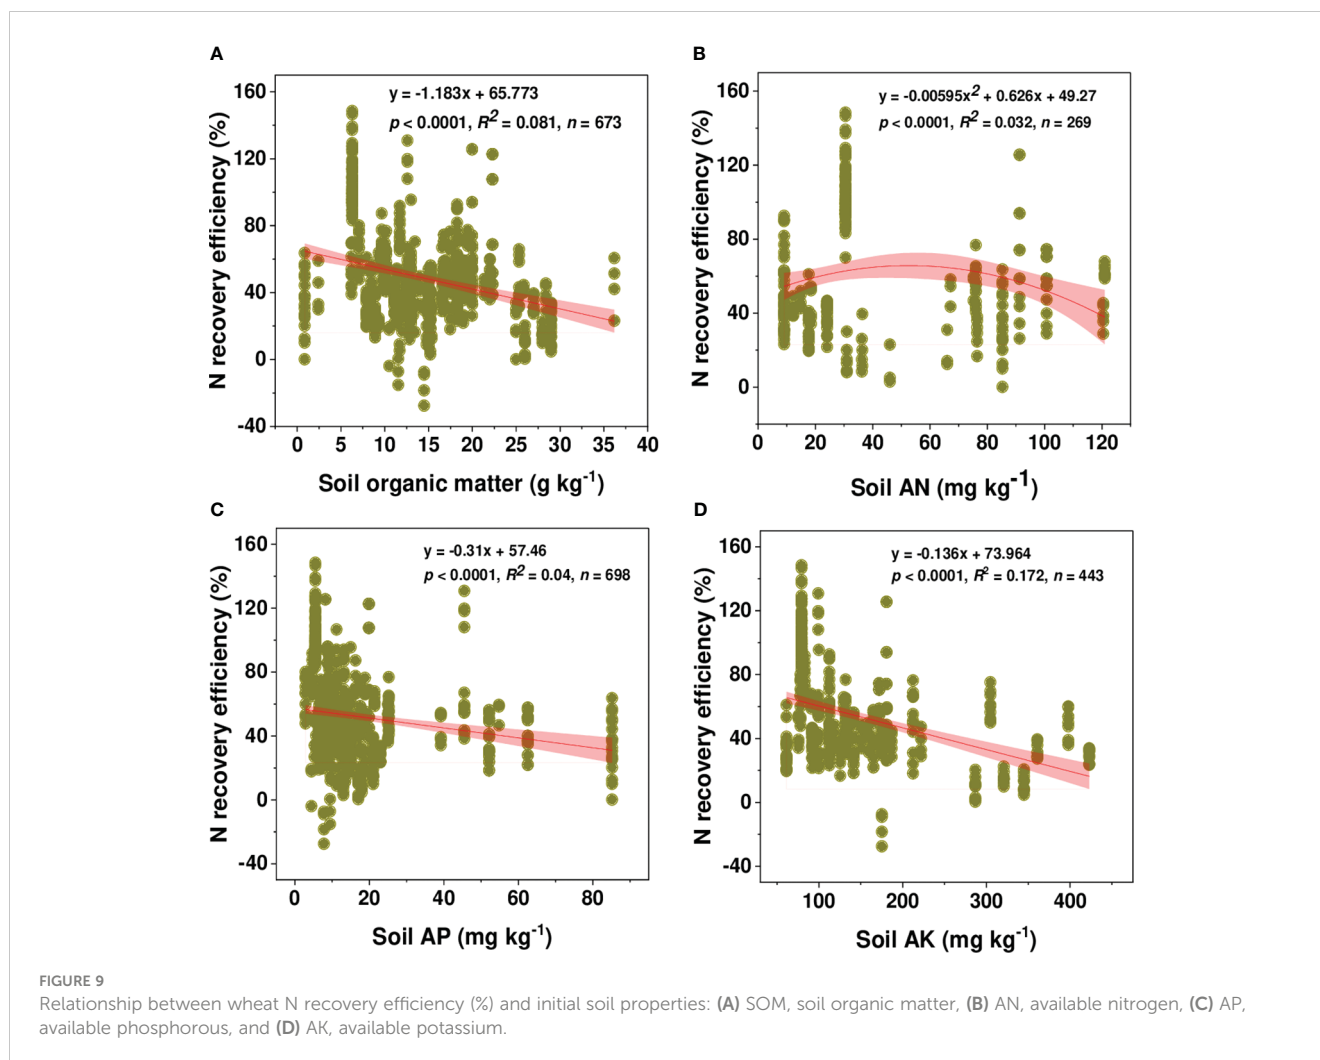 A
N recovery efficiency (%)
160
120
80
40
0
-40
y = -1.183x + 65.773
p < 0.0001, R² = 0.081, n = 673
0 5 10 15 20 25 30 35 40
Soil organic matter (g kg⁻¹)
B
N recovery efficiency (%)
160
120
80
40
0
y = -0.00595x² + 0.626x + 49.27
p < 0.0001, R² = 0.032, n = 269
0 20 40 60 80 100 120
Soil AN (mg kg⁻¹)
C
N recovery efficiency (%)
160
120
80
40
0
-40
y = -0.31x + 57.46
p < 0.0001, R² = 0.04, n = 698
0 20 40 60 80
Soil AP (mg kg⁻¹)
D
N recovery efficiency (%)
160
120
80
40
0
-40
y = -0.136x + 73.964
p < 0.0001, R² = 0.172, n = 443
100 200 300 400
Soil AK (mg kg⁻¹)
FIGURE 9
Relationship between wheat N recovery efficiency (%) and initial soil properties: (A) SOM, soil organic matter, (B) AN, available nitrogen, (C) AP,
available phosphorous, and (D) AK, available potassium.